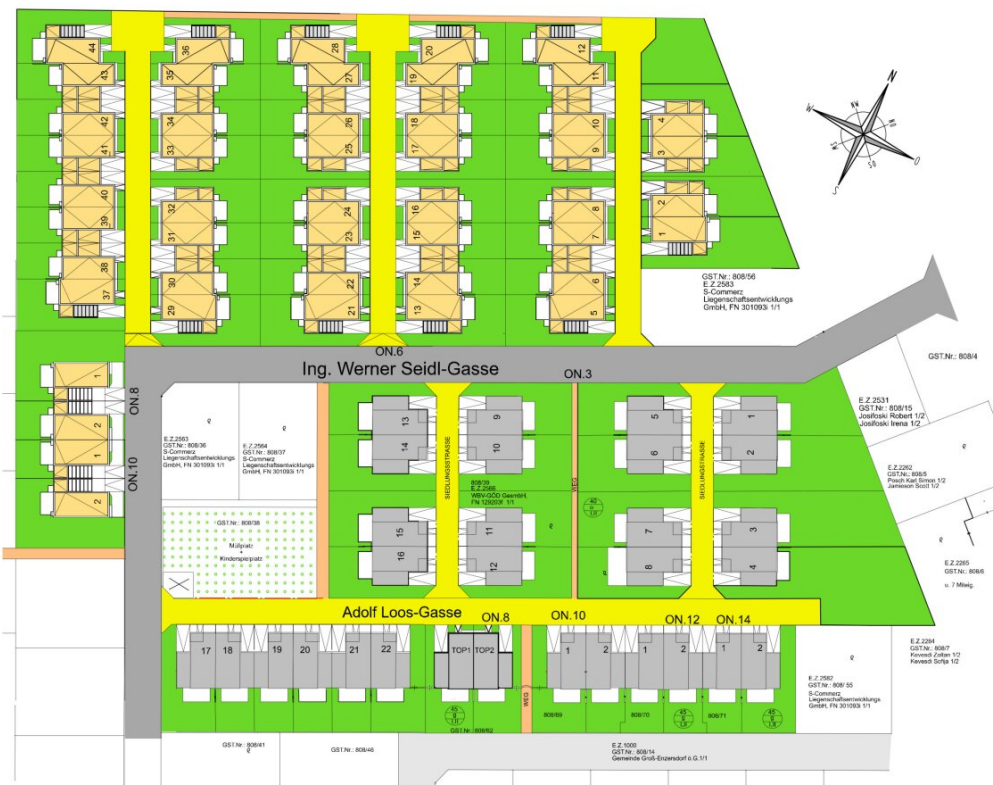 44
36
28
20
12
43
35
27
19
11
N
NW
W
NO
SW
SO
O
S
42
34
26
18
10
4
41
33
25
17
9
3
40
32
24
16
8
2
39
31
23
15
7
1
38
30
22
14
6
37
29
21
13
5
GST.Nr.: 808/56
E.Z.2583
S-Commerz
Liegenschaftsentwicklungs
GmbH, FN 301093i 1/1
ON.6
Ing. Werner Seidl-Gasse
ON.3
GST.Nr.: 808/4
1
ON.8
2
1
ON.10
2
E.Z.2531
GST.Nr.: 808/15
Josifoski Robert 1/2
Josifoski Irena 1/2
13
9
5
1
14
10
6
2
E.Z.2563
GST.Nr.: 808/36
S-Commerz
Liegenschaftsentwicklungs
GmbH, FN 301093i 1/1
E.Z.2564
GST.Nr.: 808/37
S-Commerz
Liegenschaftsentwicklungs
GmbH, FN 301093i 1/1
SIEDLUNGSTRASSE
SIEDLUNGSTRASSE
808/39
E.Z.2566
WBV-GÖD GesmbH,
FN 129203f 1/1
WEG
E.Z.2262
GST.Nr.: 808/5
Posch Karl Simon 1/2
Jamieson Scott 1/2
GST.Nr.: 808/38
Müllplatz
+
Kinderspielplatz
15
11
7
3
16
12
8
4
E.Z.2265
GST.Nr.: 808/6
u. 7 Miteig.
Adolf Loos-Gasse
ON.8
ON.10
ON.12
ON.14
17
18
19
20
21
22
TOP1
TOP2
1
2
1
2
1
2
E.Z.2284
GST.Nr.: 808/7
Kevesdi Zoltan 1/2
Kevesdi Sofija 1/2
E.Z.2582
GST.Nr.: 808/ 55
S-Commerz
Liegenschaftsentwicklungs
GmbH, FN 301093i 1/1
WEG
808/69
808/70
808/71
GST.Nr.: 808/62
GST.Nr.: 808/41
GST.Nr.: 808/46
E.Z.1000
GST.Nr.: 808/14
Gemeinde Groß-Enzersdorf ö.G.1/1